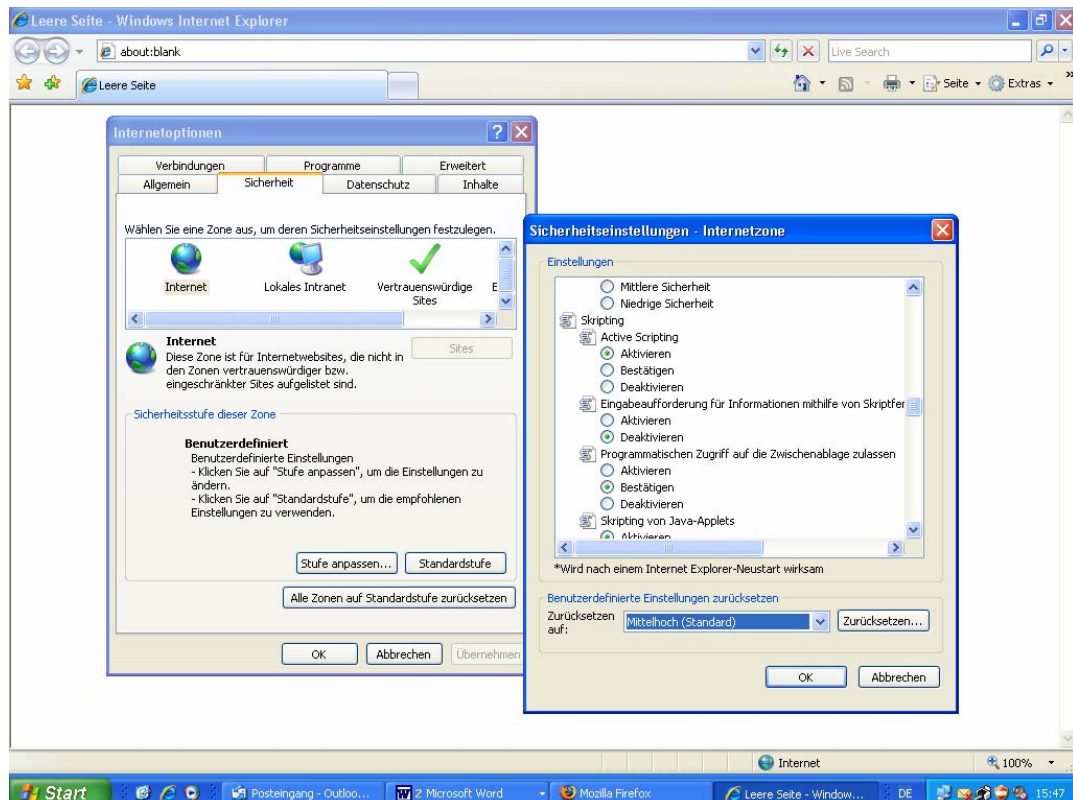 Leere Seite - Windows Internet Explorer
about:blank
Live Search
Leere Seite
Seite
Extras
»
Internetoptionen
Verbindungen Programme Erweitert
Allgemein Sicherheit Datenschutz Inhalte
Wählen Sie eine Zone aus, um deren Sicherheitseinstellungen festzulegen.
Internet Lokales Intranet Vertrauenswürdige E
Sites
Internet
Sites
Diese Zone ist für Internetwebsites, die nicht in
den Zonen vertrauenswürdiger bzw.
eingeschränkter Sites aufgelistet sind.
Sicherheitsstufe dieser Zone
Benutzerdefiniert
Benutzerdefinierte Einstellungen
- Klicken Sie auf "Stufe anpassen", um die Einstellungen zu
ändern.
- Klicken Sie auf "Standardstufe", um die empfohlenen
Einstellungen zu verwenden.
Stufe anpassen... Standardstufe
Alle Zonen auf Standardstufe zurücksetzen
OK Abbrechen Übernehmen
Sicherheitseinstellungen - Internetzone
Einstellungen
Mittlere Sicherheit
Niedrige Sicherheit
Skripting
Active Scripting
Aktivieren
Bestätigen
Deaktivieren
Eingabeaufforderung für Informationen mithilfe von Skriptfer
Aktivieren
Deaktivieren
Programmatischen Zugriff auf die Zwischenablage zulassen
Aktivieren
Bestätigen
Deaktivieren
Skripting von Java-Applets
Aktivieren
*Wird nach einem Internet Explorer-Neustart wirksam
Benutzerdefinierte Einstellungen zurücksetzen
Zurücksetzen
auf:
Mittelhoch (Standard)
Zurücksetzen...
OK Abbrechen
Internet
100%
Start
Posteingang - Outloo...
2 Microsoft Word
Mozilla Firefox
Leere Seite - Window...
DE
15:47